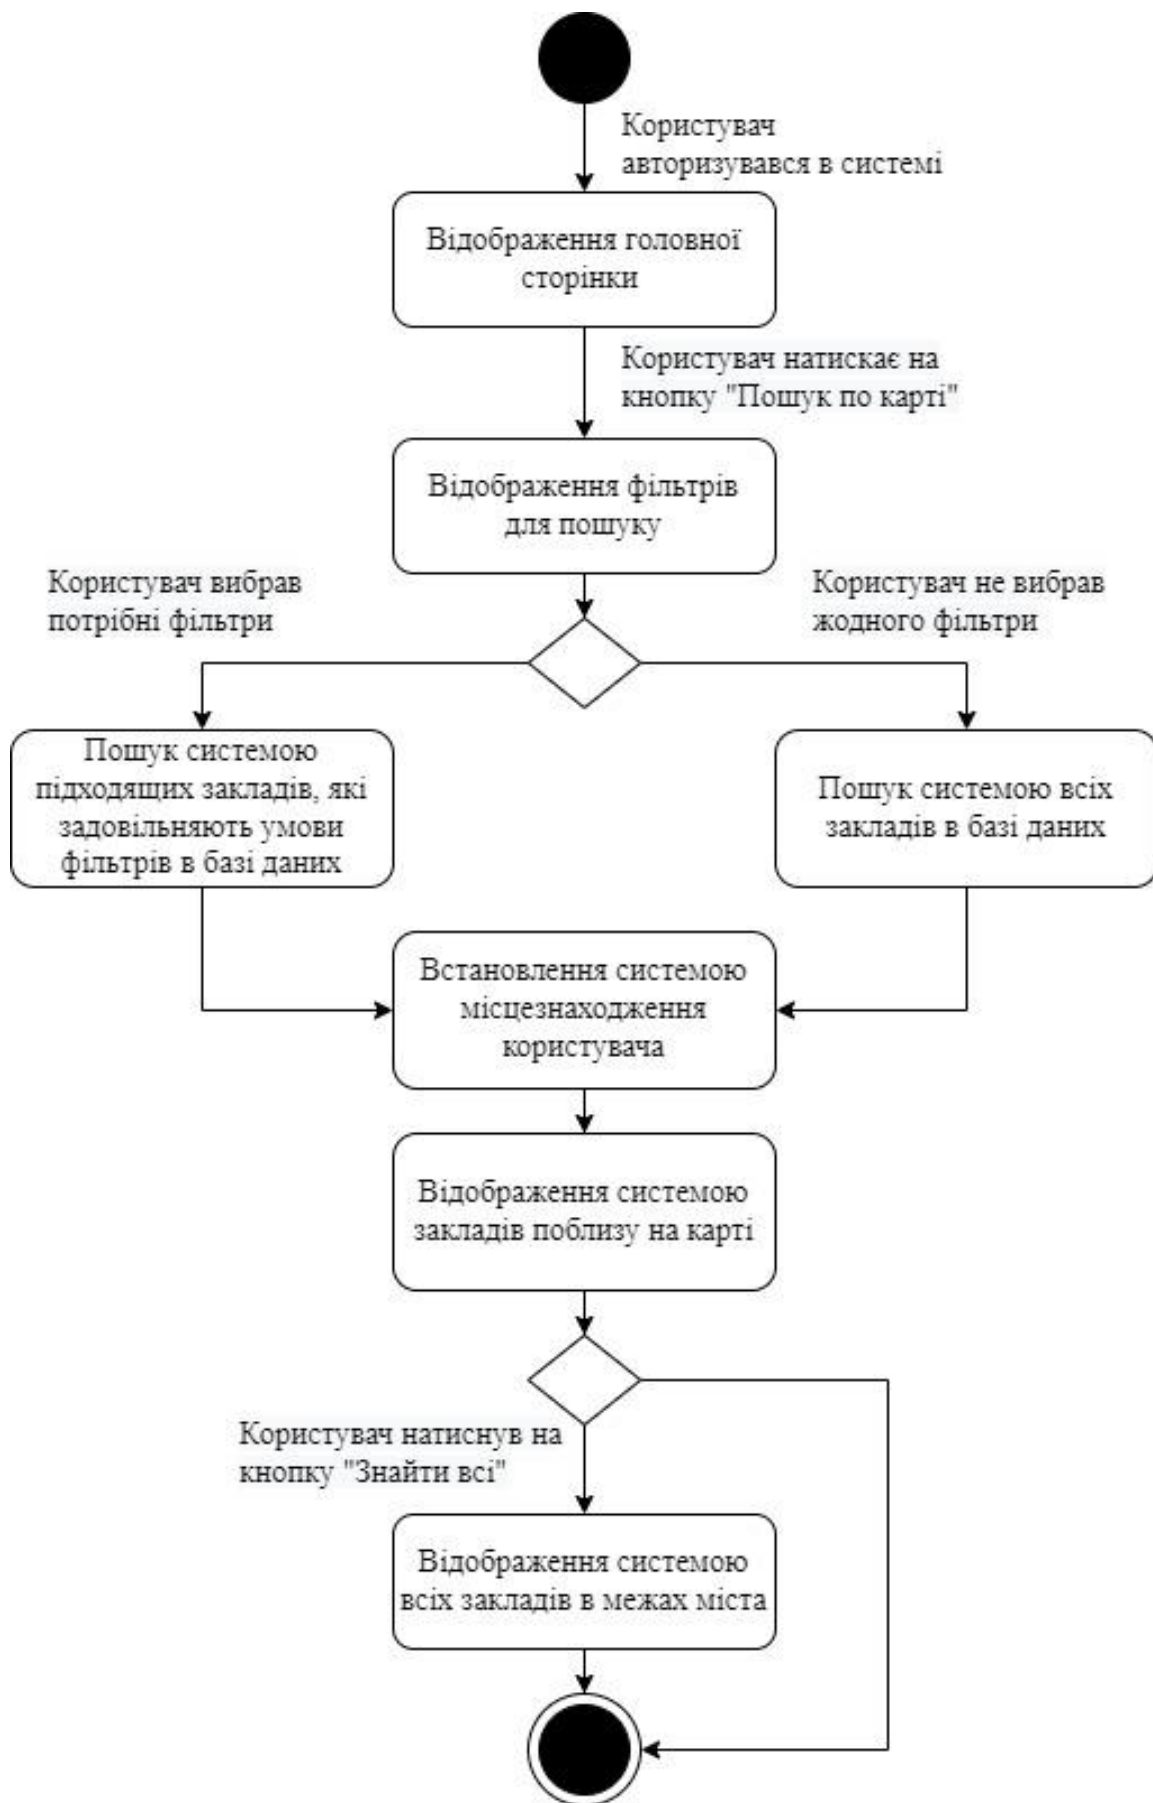 Користувач
авторизувався в системі
Відображення головної
сторінки
Користувач натискає на
кнопку "Пошук по карті"
Відображення фільтрів
для пошуку
Користувач вибрав
потрібні фільтри
Користувач не вибрав
жодного фільтри
Пошук системою
підходящих закладів, які
задовільняють умови
фільтрів в базі даних
Пошук системою всіх
закладів в базі даних
Встановлення системою
місцезнаходження
користувача
Відображення системою
закладів поблизу на карті
Користувач натиснув на
кнопку "Знайти всі"
Відображення системою
всіх закладів в межах міста